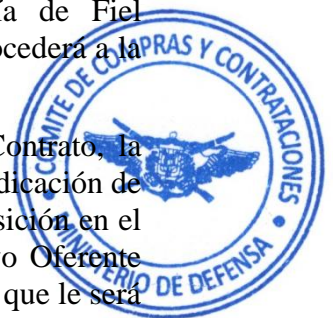 ía de Fiel
ocederá a la
Contrato, la
dicación de
sición en el
o Oferente
que le será
COMITE DE COMPRAS Y CONTRATACIONES
MINISTERIO DE DEFENSA